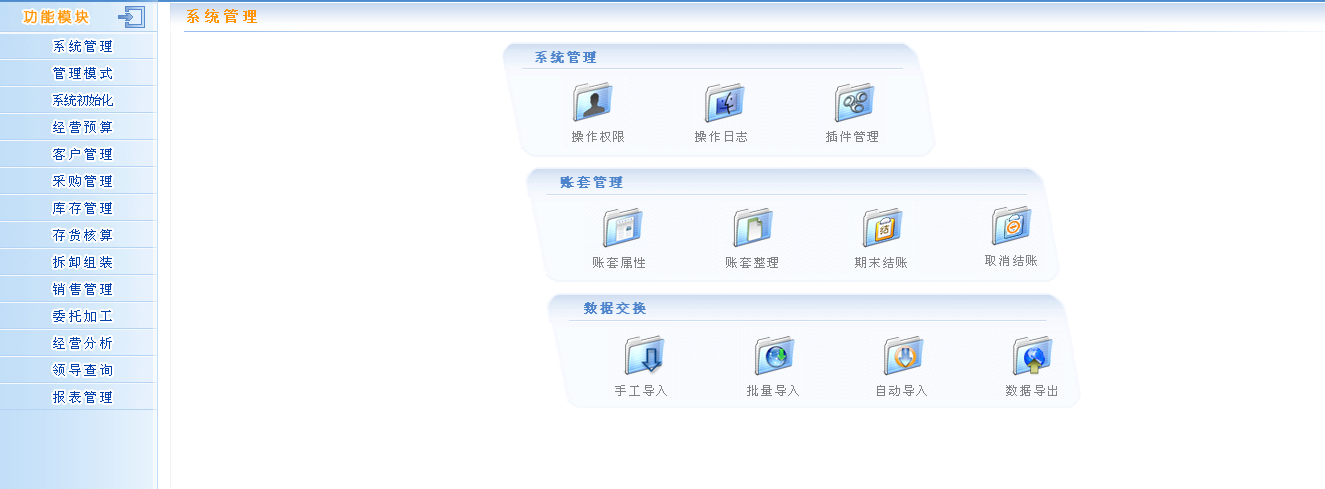 功能模块
系统管理
管理模式
系统初始化
经营预算
客户管理
采购管理
库存管理
存货核算
拆卸组装
销售管理
委托加工
经营分析
领导查询
报表管理
系统管理
系统管理
操作权限 操作日志 插件管理
账套管理
账套属性 账套整理 期末结账 取消结账
数据交换
手工导入 批量导入 自动导入 数据导出